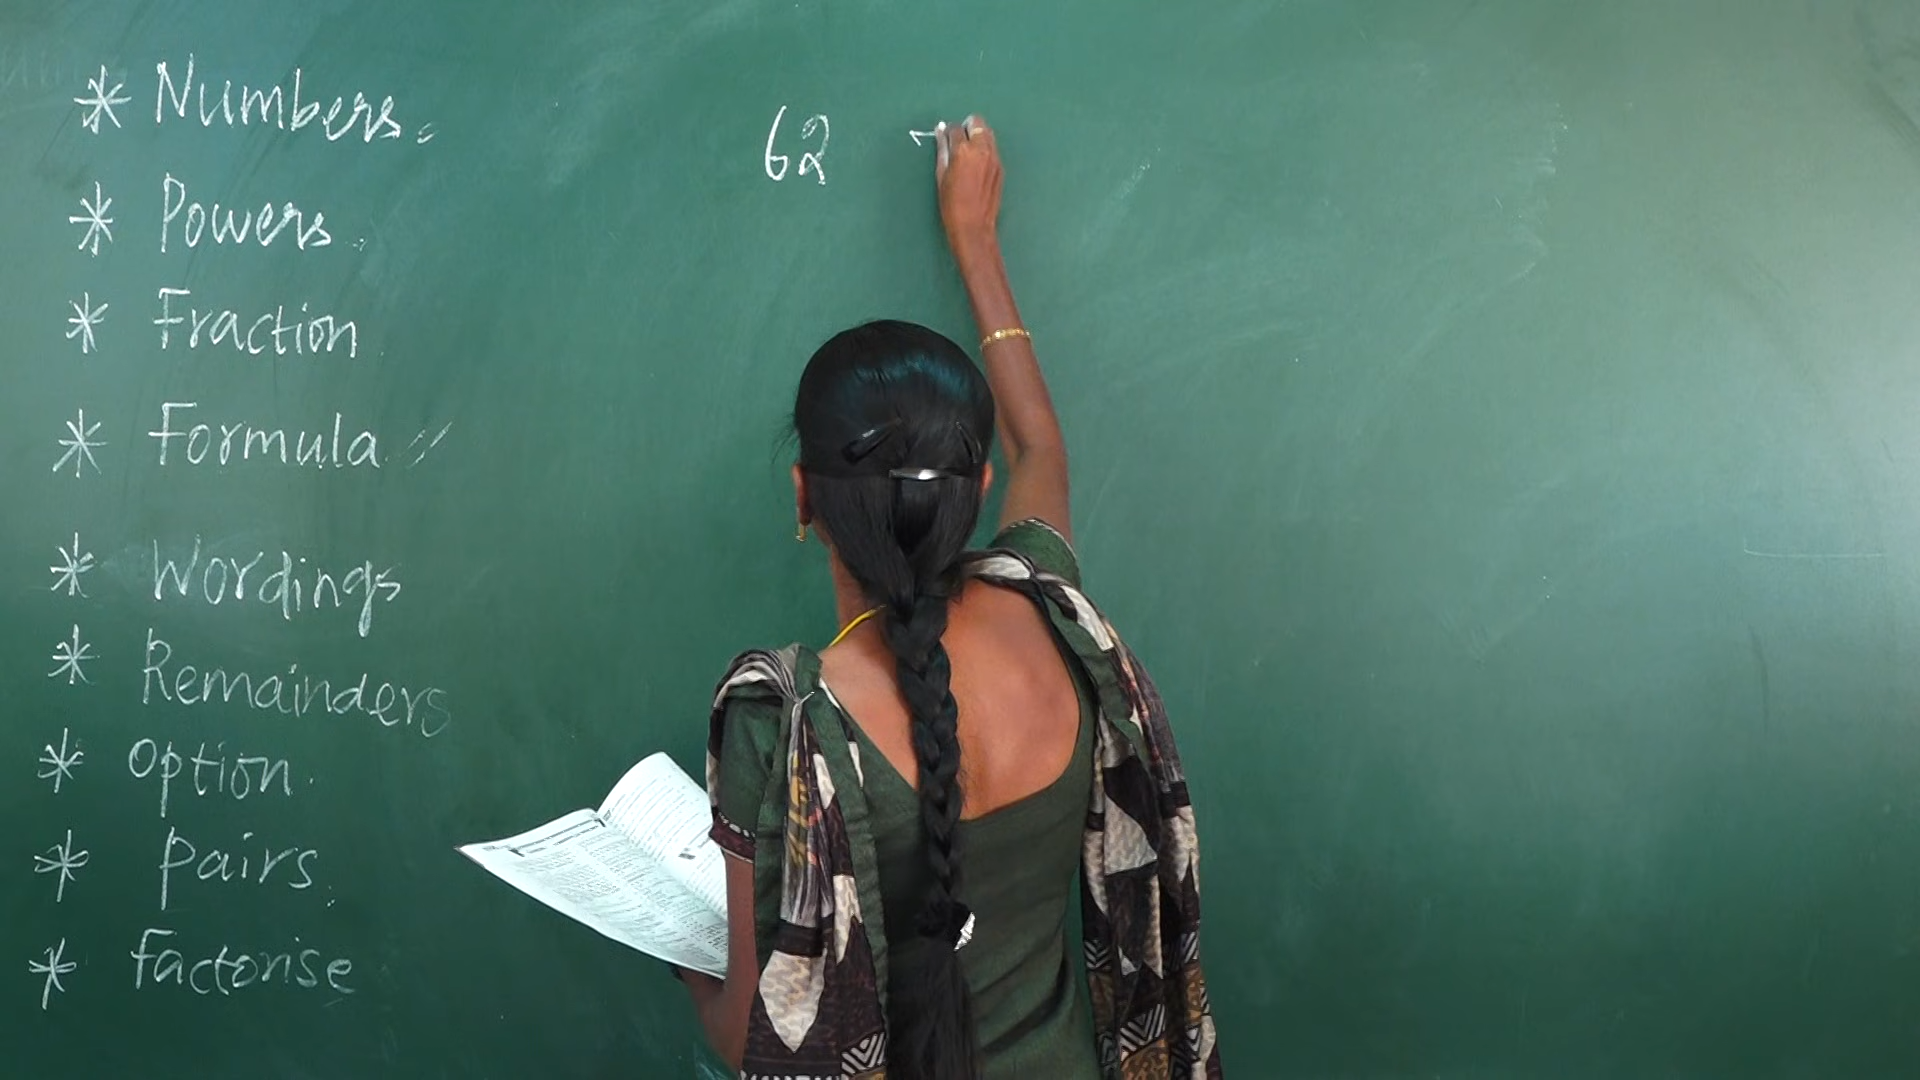 * Numbers.
* Powers.
* Fraction
* Formula //
* Wordings
* Remainders
* Option.
* Pairs.
* Factorise
62